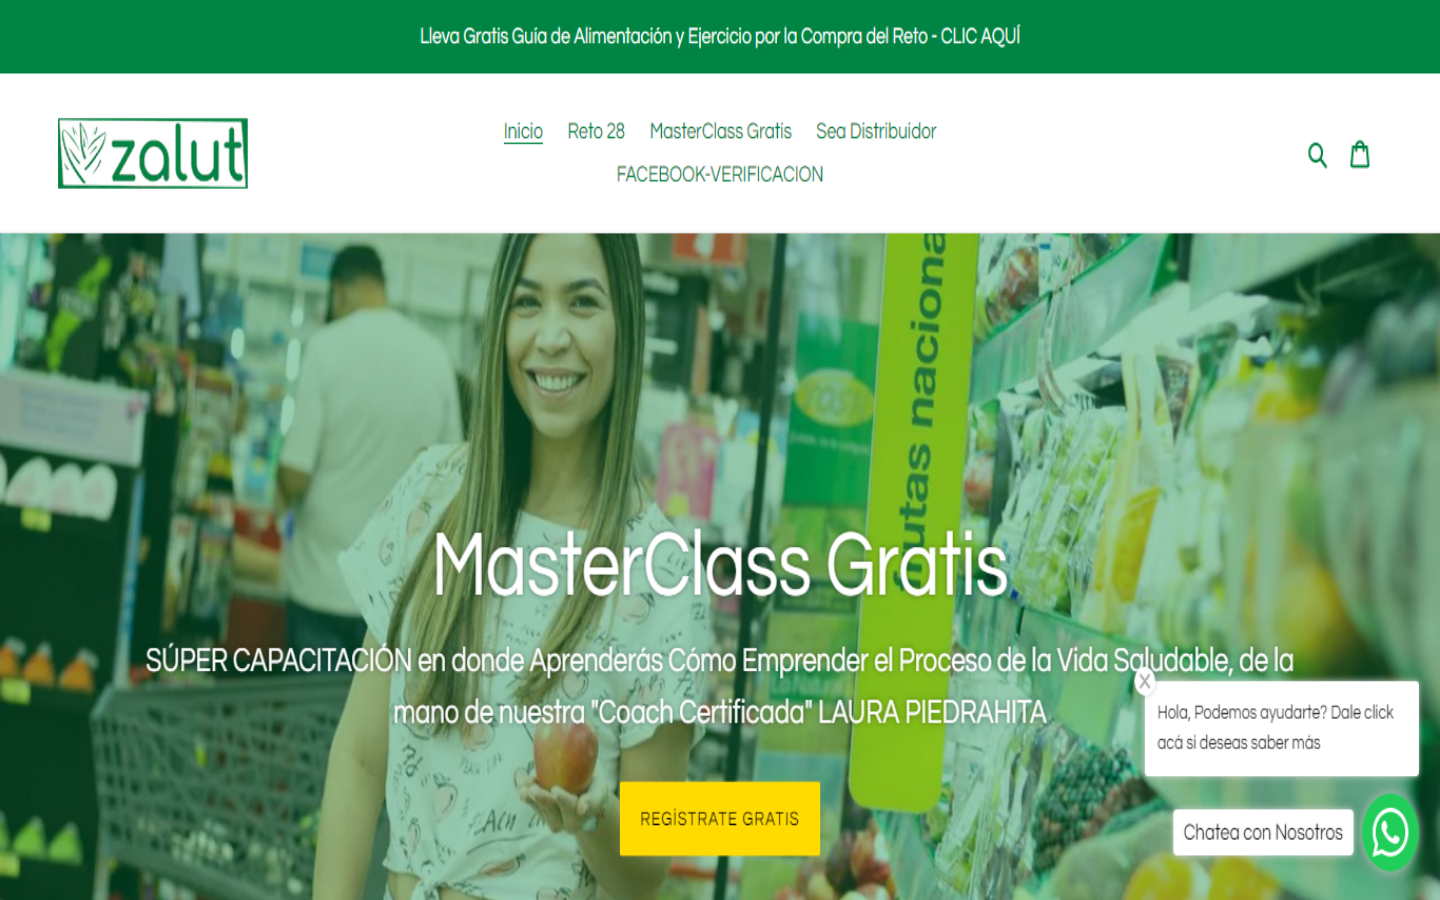 Lleva Gratis Guía de Alimentación y Ejercicio por la Compra del Reto - CLIC AQUÍ
zalut
Inicio Reto 28 MasterClass Gratis Sea Distribuidor
FACEBOOK-VERIFICACION
utas naciona
MasterClass Gratis
SÚPER CAPACITACIÓN en donde Aprenderás Cómo Emprender el Proceso de la Vida Saludable, de la
mano de nuestra "Coach Certificada" LAURA PIEDRAHITA
X
Hola, Podemos ayudarte? Dale click
acá si deseas saber más
REGÍSTRATE GRATIS
Chatea con Nosotros